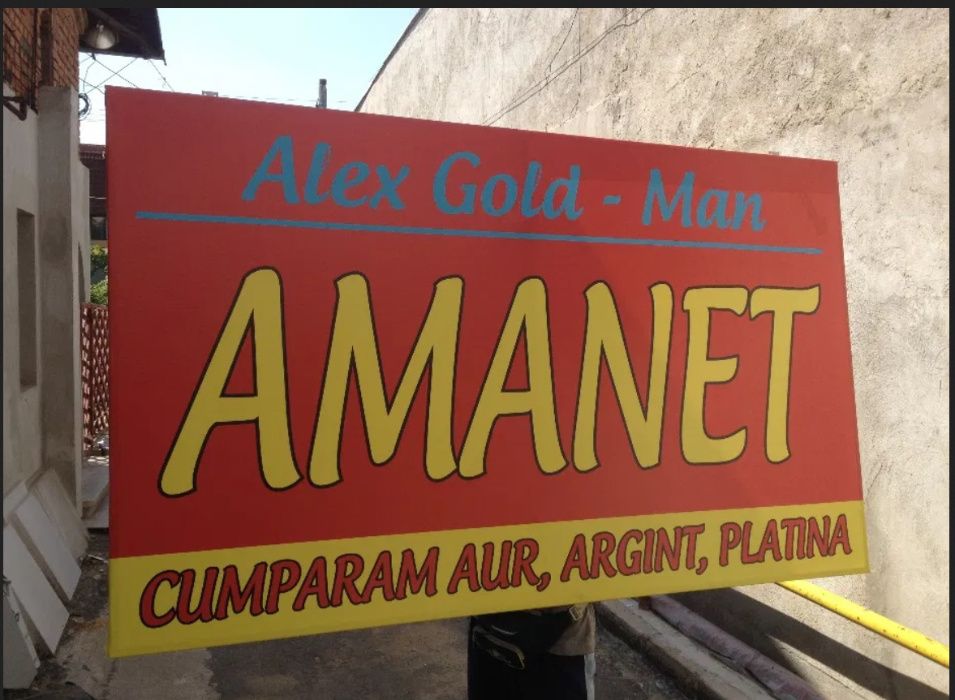 Alex Gold - Man
AMANET
CUMPARAM AUR, ARGINT, PLATINA